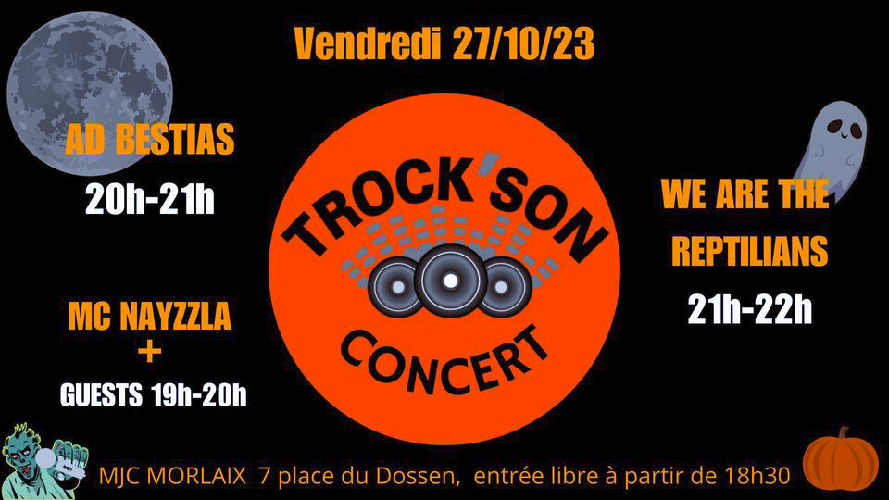 Vendredi 27/10/23
AD BESTIAS
20h-21h
MC NAYZZLA
+
GUESTS 19h-20h
TROCK'SON
CONCERT
WE ARE THE
REPTILIANS
21h-22h
MJC MORLAIX 7 place du Dossen, entrée libre à partir de 18h30